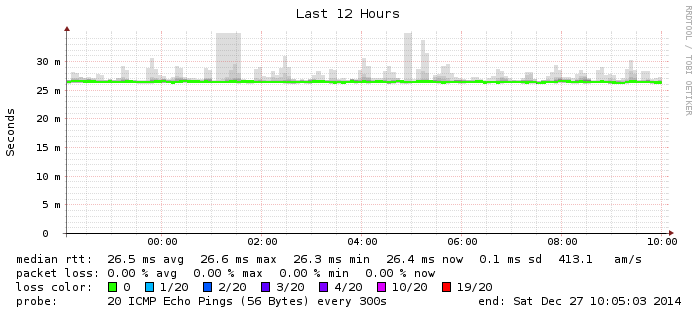 Last 12 Hours
RRDTOOL / TOBI OETIKER
Seconds
30 m
25 m
20 m
15 m
10 m
5 m
0
00:00 02:00 04:00 06:00 08:00 10:00
median rtt: 26.5 ms avg 26.6 ms max 26.3 ms min 26.4 ms now 0.1 ms sd 413.1 am/s
packet loss: 0.00 % avg 0.00 % max 0.00 % min 0.00 % now
loss color: 0 1/20 2/20 3/20 4/20 10/20 19/20
probe: 20 ICMP Echo Pings (56 Bytes) every 300s end: Sat Dec 27 10:05:03 2014